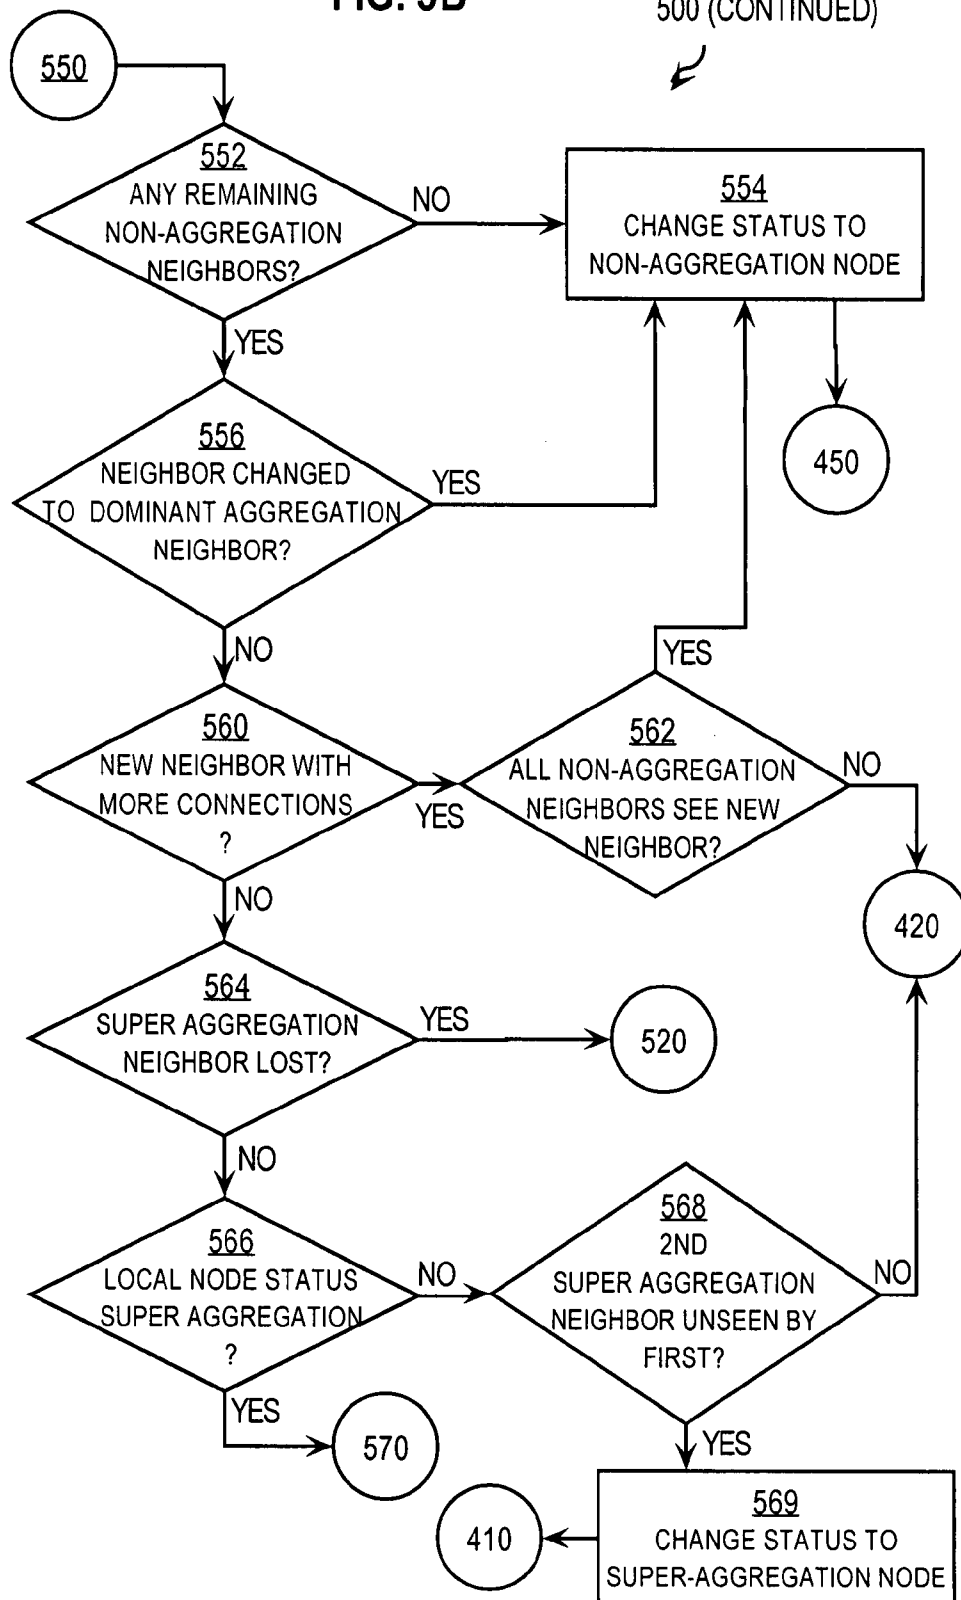 FIG. 5B
500 (CONTINUED)
550
552
ANY REMAINING
NON-AGGREGATION
NEIGHBORS?
NO
554
CHANGE STATUS TO
NON-AGGREGATION NODE
YES
450
556
NEIGHBOR CHANGED
TO DOMINANT AGGREGATION
NEIGHBOR?
YES
NO
560
NEW NEIGHBOR WITH
MORE CONNECTIONS
?
YES
YES
562
ALL NON-AGGREGATION
NEIGHBORS SEE NEW
NEIGHBOR?
NO
420
NO
564
SUPER AGGREGATION
NEIGHBOR LOST?
YES
520
NO
566
LOCAL NODE STATUS
SUPER AGGREGATION
?
NO
568
2ND
SUPER AGGREGATION
NEIGHBOR UNSEEN BY
FIRST?
NO
YES
570
YES
569
CHANGE STATUS TO
SUPER-AGGREGATION NODE
410